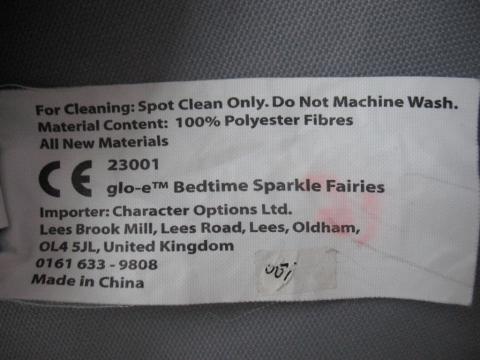 For Cleaning: Spot Clean Only. Do Not Machine Wash.
Material Content: 100% Polyester Fibres
All New Materials
CE 23001
glo-e™ Bedtime Sparkle Fairies
Importer: Character Options Ltd.
Lees Brook Mill, Lees Road, Lees, Oldham,
OL4 5JL, United Kingdom
0161 633 - 9808
Made in China